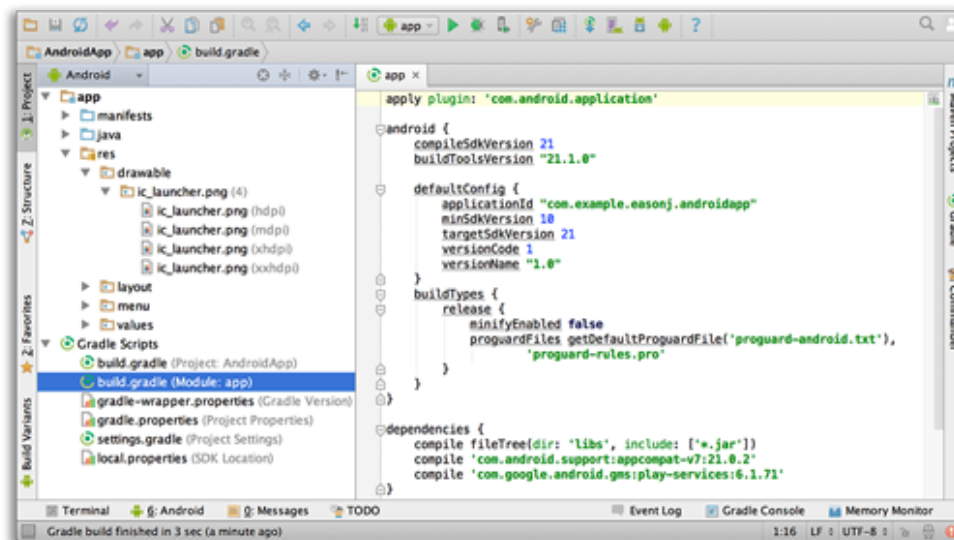 app
AndroidApp
app
build.gradle
1: Project
Z: Structure
2: Favorites
Build Variants
Android
app
manifests
java
res
drawable
ic_launcher.png (4)
ic_launcher.png (hdpi)
ic_launcher.png (mdpi)
ic_launcher.png (xhdpi)
ic_launcher.png (xxhdpi)
layout
menu
values
Gradle Scripts
build.gradle (Project: AndroidApp)
build.gradle (Module: app)
gradle-wrapper.properties (Gradle Version)
gradle.properties (Project Properties)
settings.gradle (Project Settings)
local.properties (SDK Location)
app
apply plugin: 'com.android.application'
android {
compileSdkVersion 21
buildToolsVersion "21.1.0"
defaultConfig {
applicationId "com.example.easonj.androidapp"
minSdkVersion 10
targetSdkVersion 21
versionCode 1
versionName "1.0"
}
buildTypes {
release {
minifyEnabled false
proguardFiles getDefaultProguardFile('proguard-android.txt'),
'proguard-rules.pro'
}
}
}
dependencies {
compile fileTree(dir: 'libs', include: ['*.jar'])
compile 'com.android.support:appcompat-v7:21.0.2'
compile 'com.google.android.gms:play-services:6.1.71'
}
Terminal
6: Android
0: Messages
TODO
Event Log
Gradle Console
Memory Monitor
Gradle build finished in 3 sec (a minute ago)
1:16
LF
UTF-8